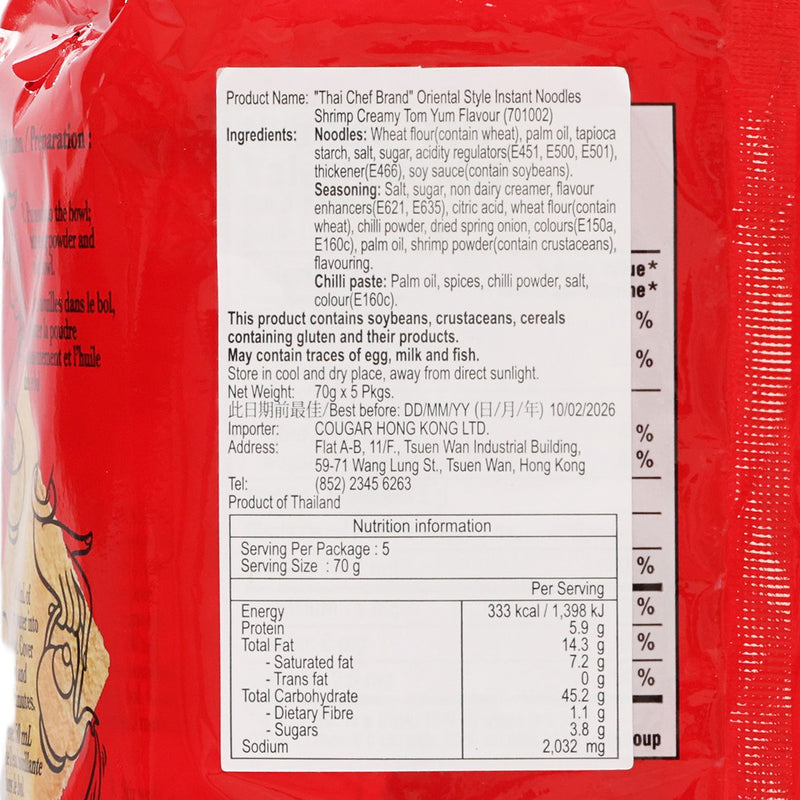 Preparation :
the bowl;
powder and
dans le bol,
poudre
et l'huile
Product Name: "Thai Chef Brand" Oriental Style Instant Noodles
Shrimp Creamy Tom Yum Flavour (701002)
Ingredients: Noodles: Wheat flour(contain wheat), palm oil, tapioca
starch, salt, sugar, acidity regulators(E451, E500, E501),
thickener(E466), soy sauce(contain soybeans).
Seasoning: Salt, sugar, non dairy creamer, flavour
enhancers(E621, E635), citric acid, wheat flour(contain
wheat), chilli powder, dried spring onion, colours(E150a,
E160c), palm oil, shrimp powder(contain crustaceans),
flavouring.
Chilli paste: Palm oil, spices, chilli powder, salt,
colour(E160c).
This product contains soybeans, crustaceans, cereals
containing gluten and their products.
May contain traces of egg, milk and fish.
Store in cool and dry place, away from direct sunlight.
Net Weight: 70g x 5 Pkgs.
此日期前最佳/Best before: DD/MM/YY (日/月/年) 10/02/2026
Importer: COUGAR HONG KONG LTD.
Address: Flat A-B, 11/F., Tsuen Wan Industrial Building,
59-71 Wang Lung St., Tsuen Wan, Hong Kong
Tel: (852) 2345 6263
Product of Thailand
Nutrition information
Serving Per Package : 5
Serving Size : 70 g
Per Serving
Energy 333 kcal / 1,398 kJ
Protein 5.9 g
Total Fat 14.3 g
- Saturated fat 7.2 g
- Trans fat 0 g
Total Carbohydrate 45.2 g
- Dietary Fibre 1.1 g
- Sugars 3.8 g
Sodium 2,032 mg
%
%
%
%
%
%
%
%
into
Cover
and
mL